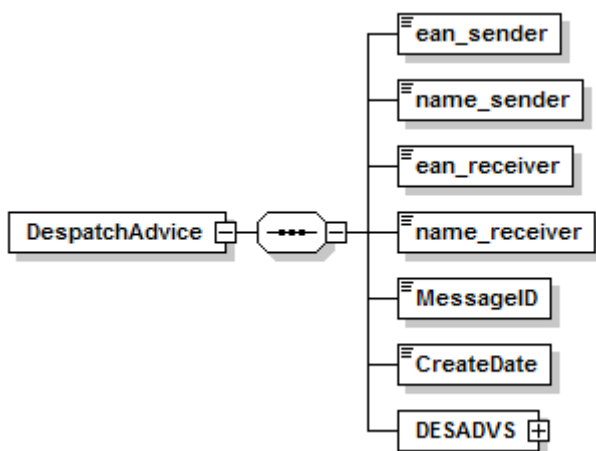 ean_sender
name_sender
ean_receiver
DespatchAdvice
name_receiver
MessageID
CreateDate
DESADVS